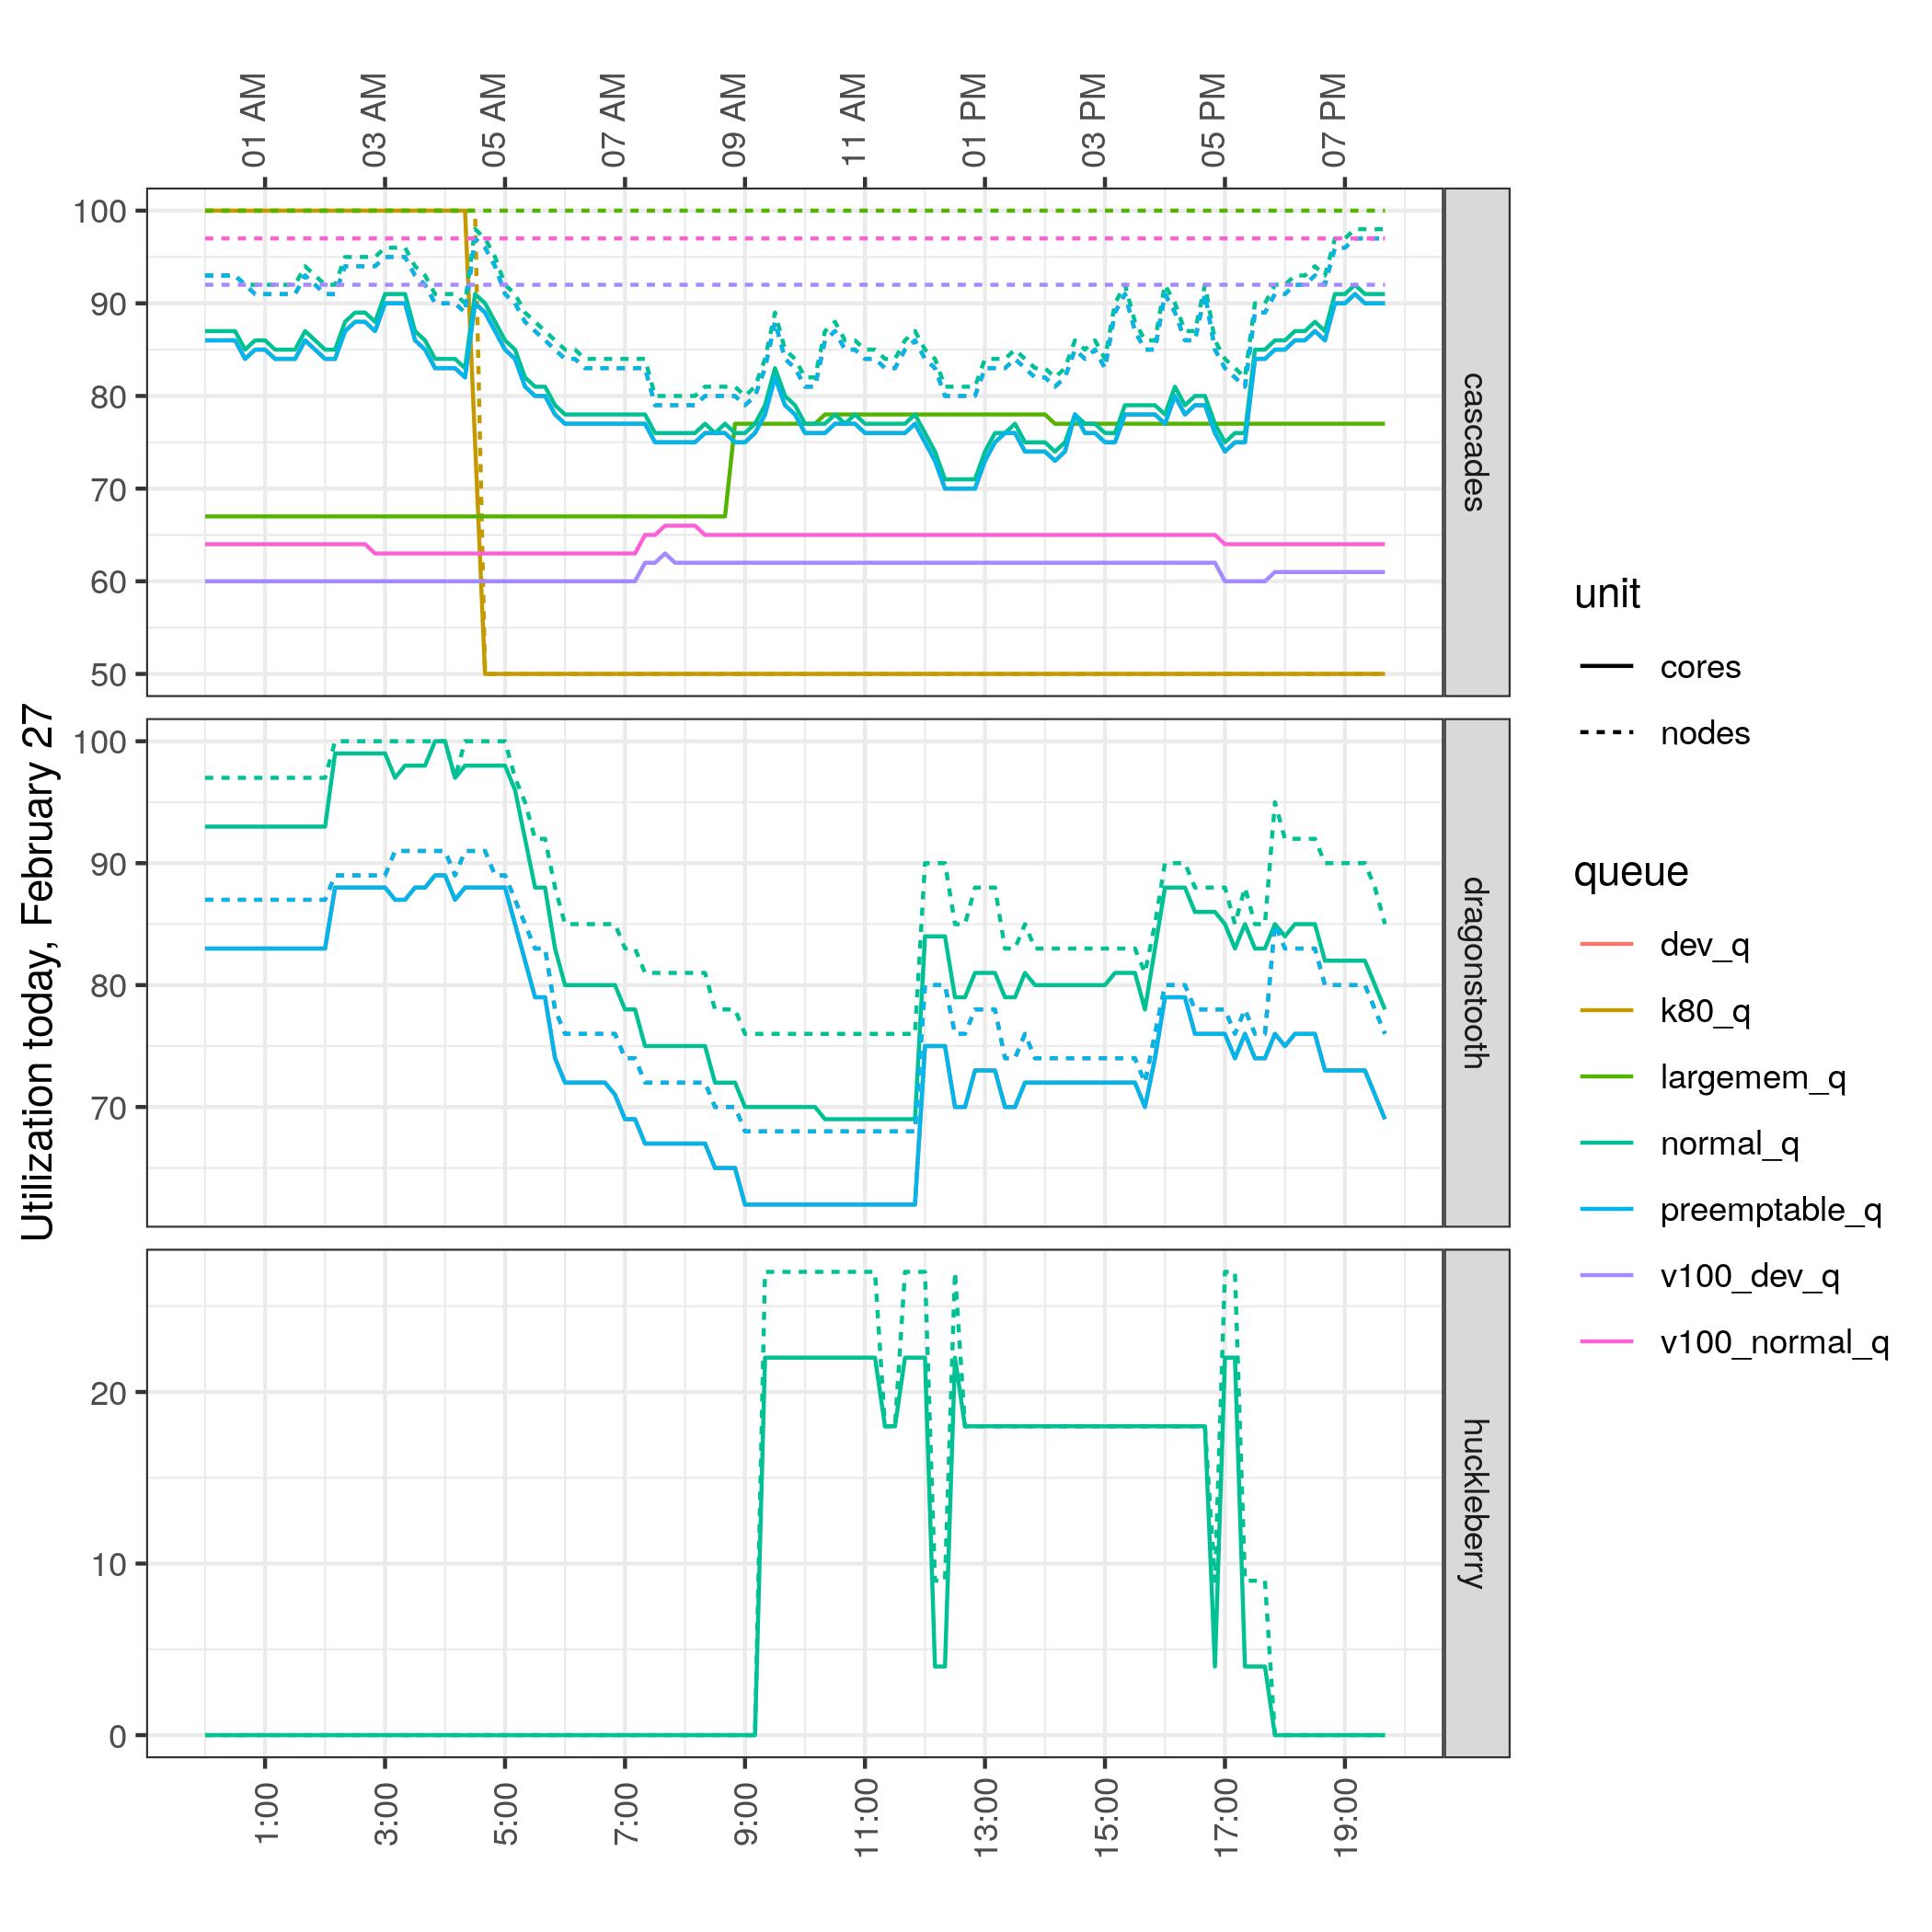 01 AM
03 AM
05 AM
07 AM
09 AM
11 AM
01 PM
03 PM
05 PM
07 PM
Utilization today, February 27
100
90
80
70
60
50
cascades
100
90
80
70
dragonstooth
20
10
0
huckleberry
1:00
3:00
5:00
7:00
9:00
11:00
13:00
15:00
17:00
19:00
unit
cores
nodes
queue
dev_q
k80_q
largemem_q
normal_q
preemptable_q
v100_dev_q
v100_normal_q